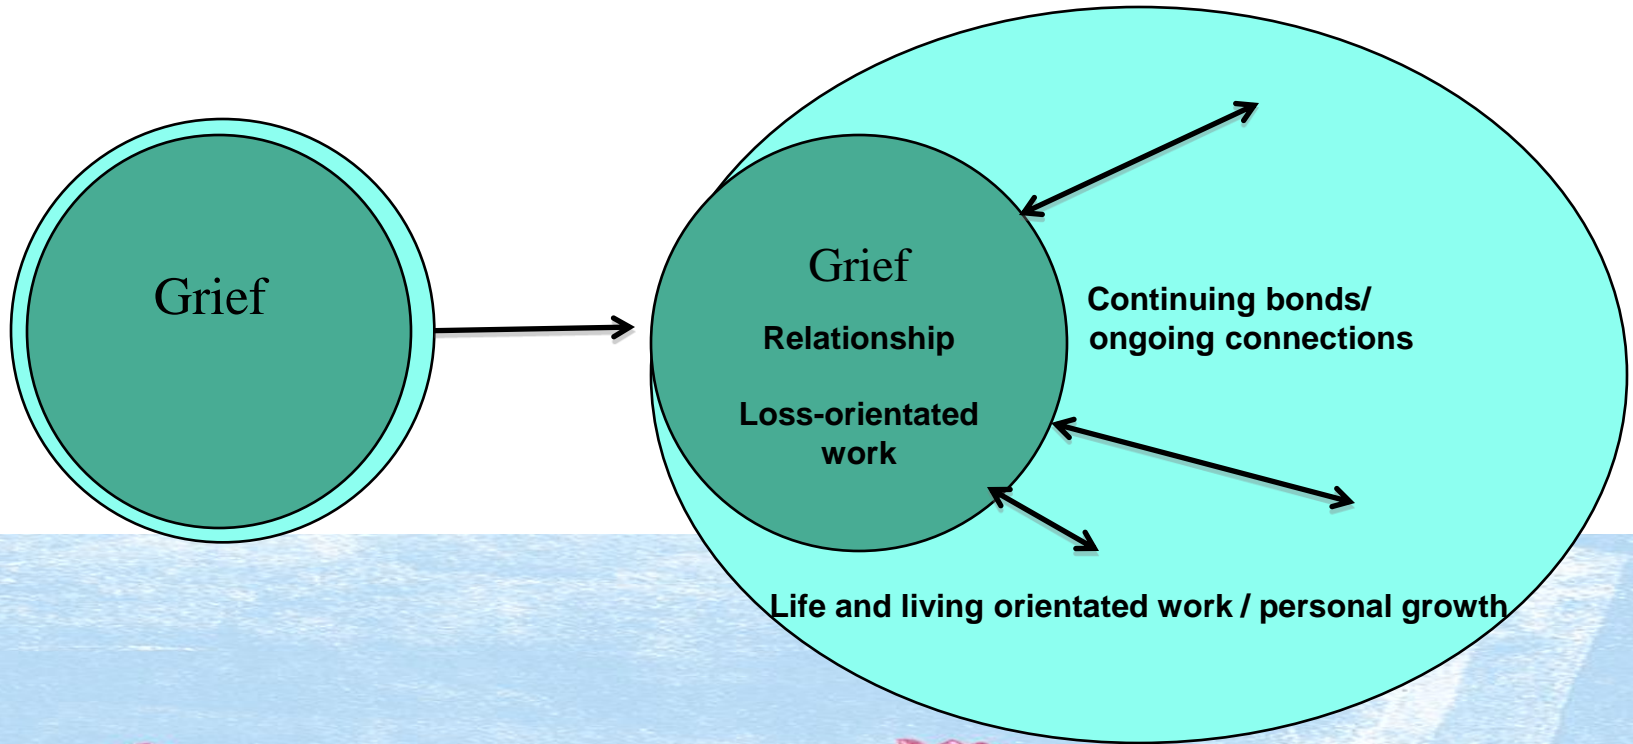 Grief
Grief
Relationship
Loss-orientated
work
Continuing bonds/
ongoing connections
Life and living orientated work / personal growth